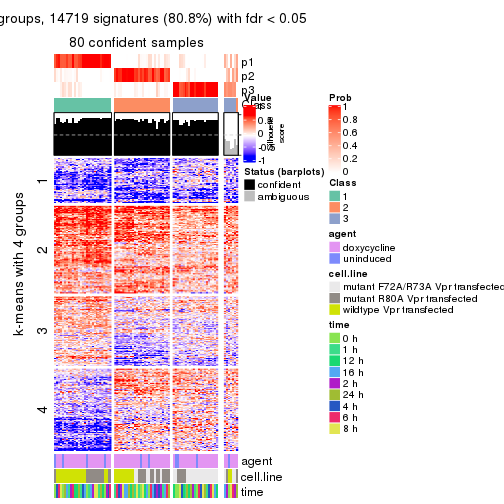 groups, 14719 signatures (80.8%) with fdr < 0.05
80 confident samples
p1
p2
p3
Class
1
2
3
4
k-means with 4 groups
agent
cell.line
time
Value
1
0.5
0
-0.5
-1
silhouette
score
Status (barplots)
confident
ambiguous
Prob
1
0.8
0.6
0.4
0.2
0
Class
1
2
3
agent
doxycycline
uninduced
cell.line
mutant F72A/R73A Vpr transfected
mutant R80A Vpr transfected
wildtype Vpr transfected
time
0 h
1 h
12 h
16 h
2 h
24 h
4 h
6 h
8 h